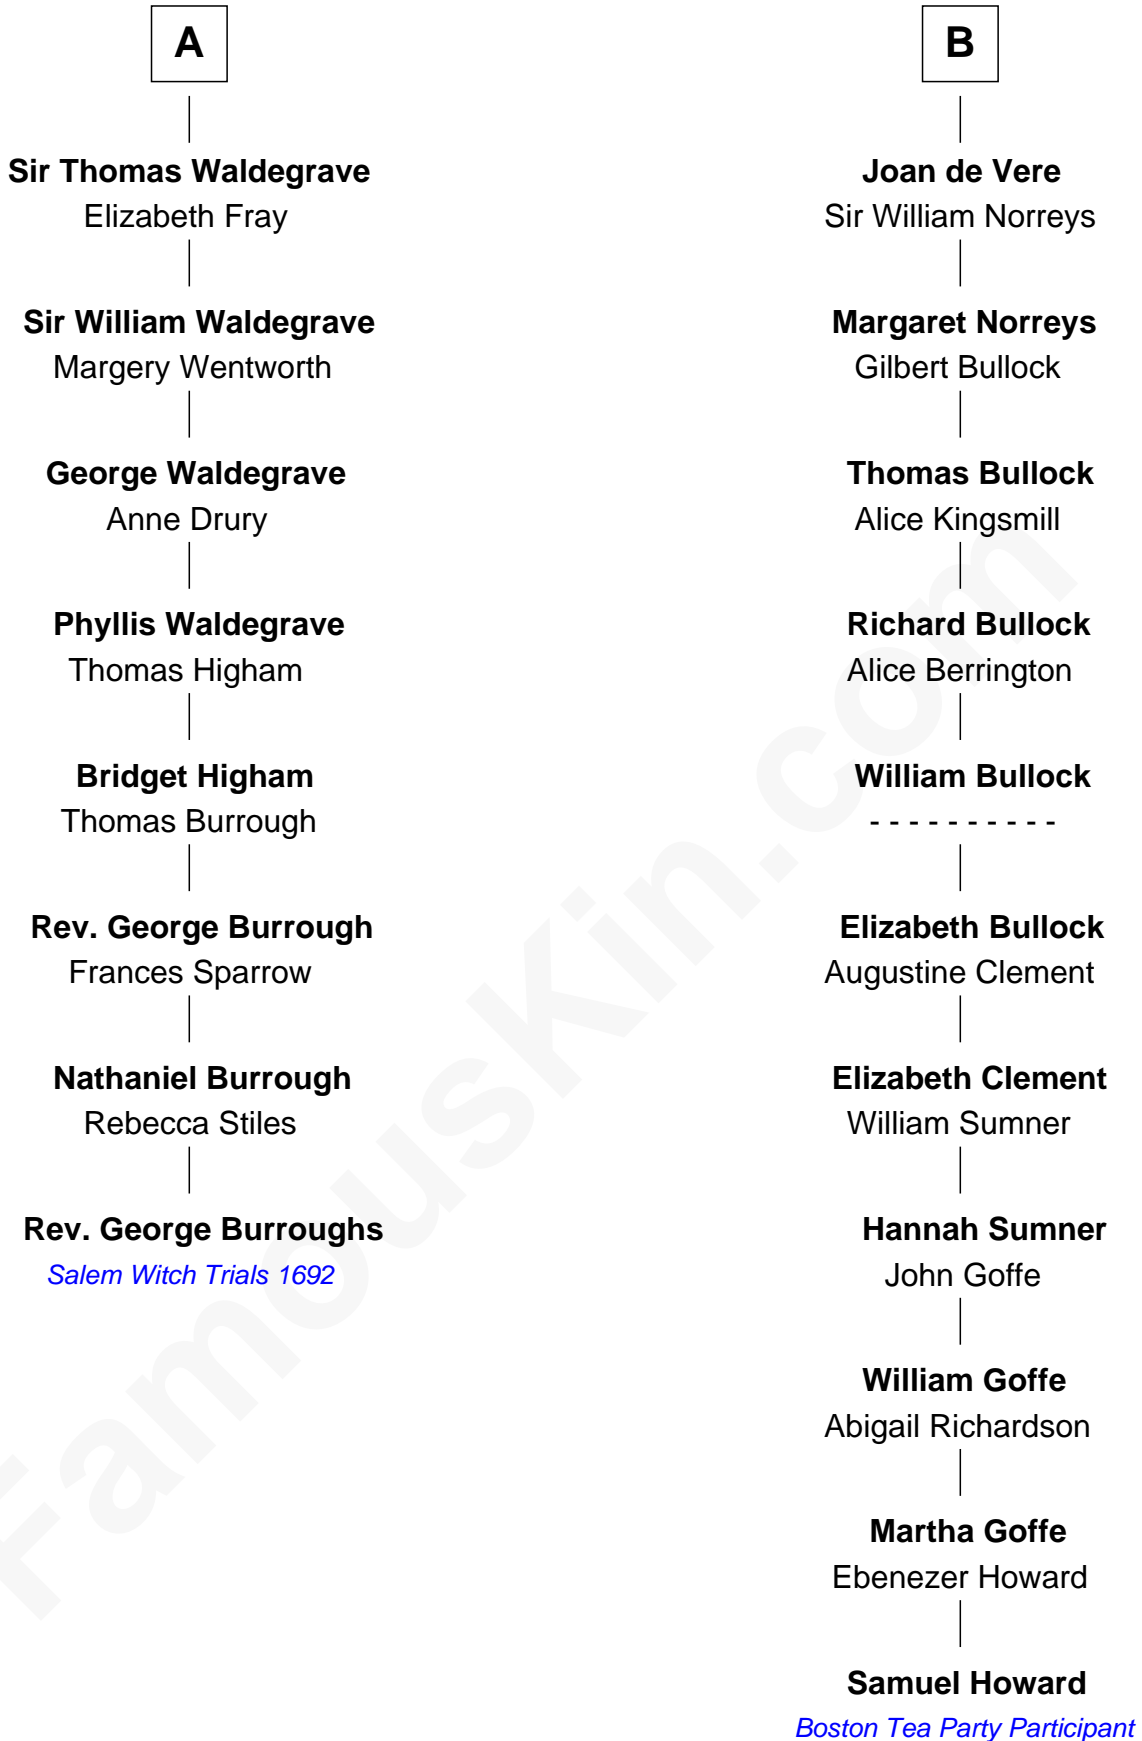 A
Sir Thomas Waldegrave
Elizabeth Fray
Sir William Waldegrave
Margery Wentworth
George Waldegrave
Anne Drury
Phyllis Waldegrave
Thomas Higham
Bridget Higham
Thomas Burrough
Rev. George Burrough
Frances Sparrow
Nathaniel Burrough
Rebecca Stiles
Rev. George Burroughs
Salem Witch Trials 1692
B
Joan de Vere
Sir William Norreys
Margaret Norreys
Gilbert Bullock
Thomas Bullock
Alice Kingsmill
Richard Bullock
Alice Berrington
William Bullock
- - - - - - - - - -
Elizabeth Bullock
Augustine Clement
Elizabeth Clement
William Sumner
Hannah Sumner
John Goffe
William Goffe
Abigail Richardson
Martha Goffe
Ebenezer Howard
Samuel Howard
Boston Tea Party Participant
FamousKin.com